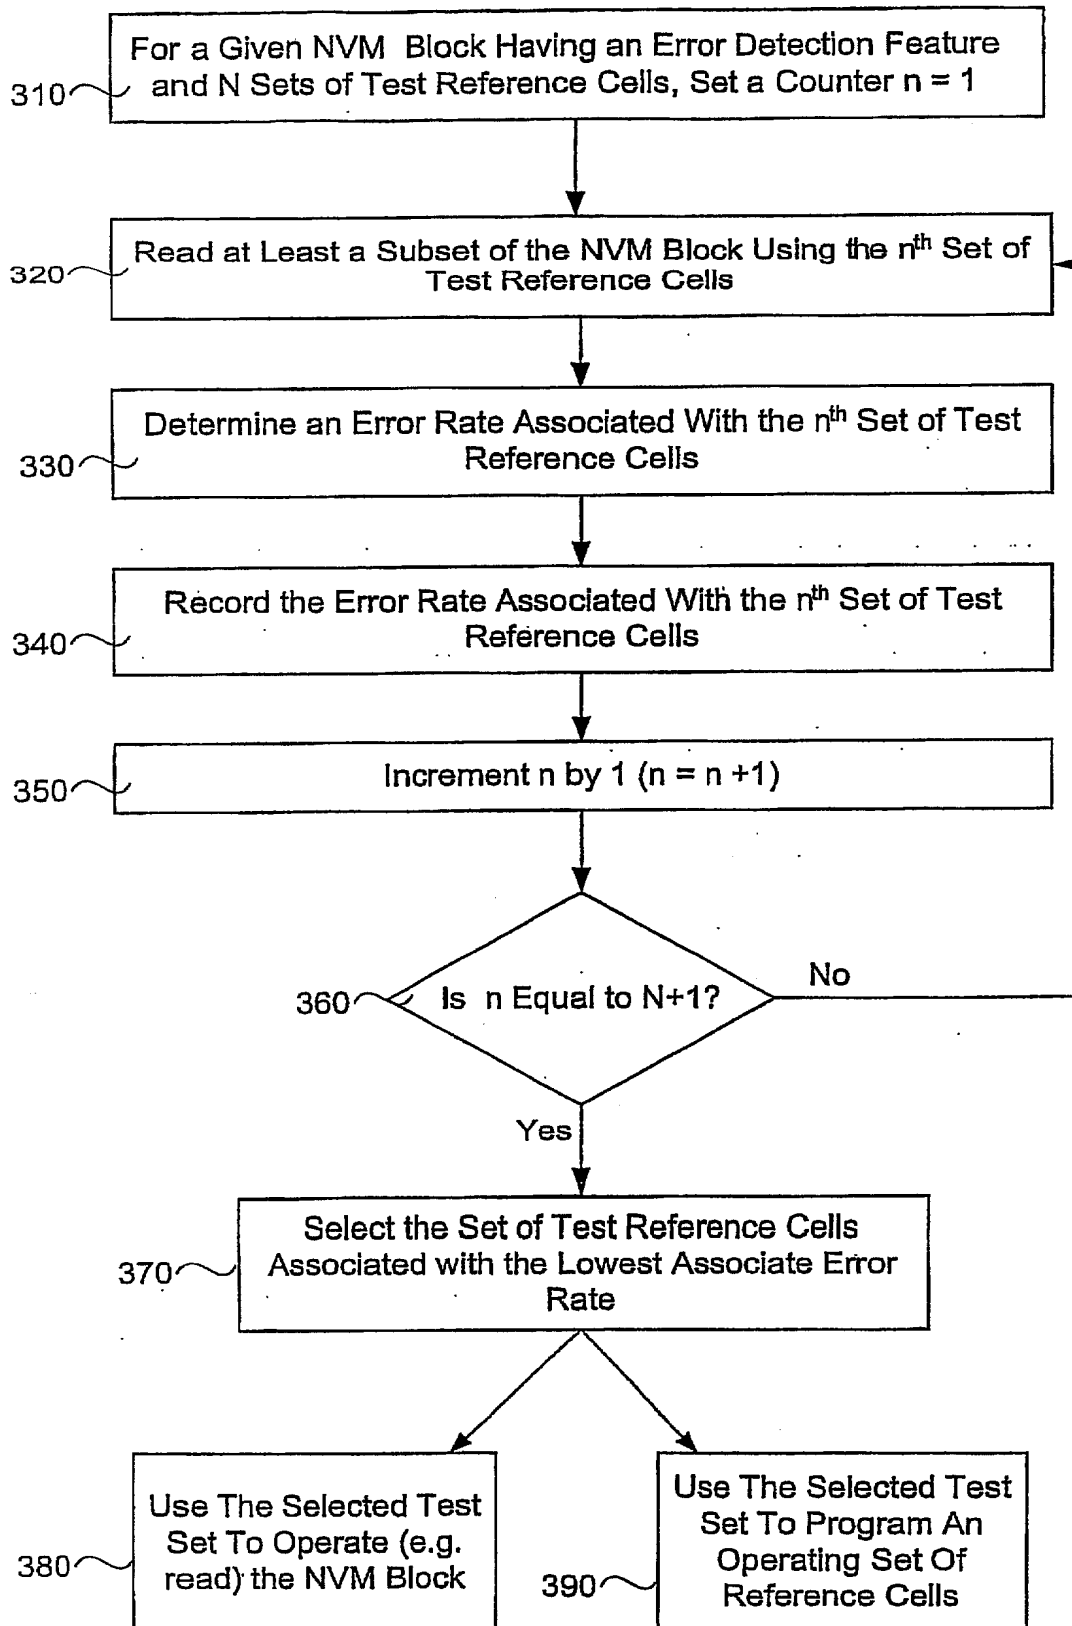 For a Given NVM Block Having an Error Detection Feature
and N Sets of Test Reference Cells, Set a Counter n = 1
310
Read at Least a Subset of the NVM Block Using the nth Set of
Test Reference Cells
320
Determine an Error Rate Associated With the nth Set of Test
Reference Cells
330
Record the Error Rate Associated With the nth Set of Test
Reference Cells
340
Increment n by 1 (n = n +1)
350
Is n Equal to N+1?
360
No
Yes
Select the Set of Test Reference Cells
Associated with the Lowest Associate Error
Rate
370
Use The Selected Test
Set To Operate (e.g.
read) the NVM Block
380
Use The Selected Test
Set To Program An
Operating Set Of
Reference Cells
390